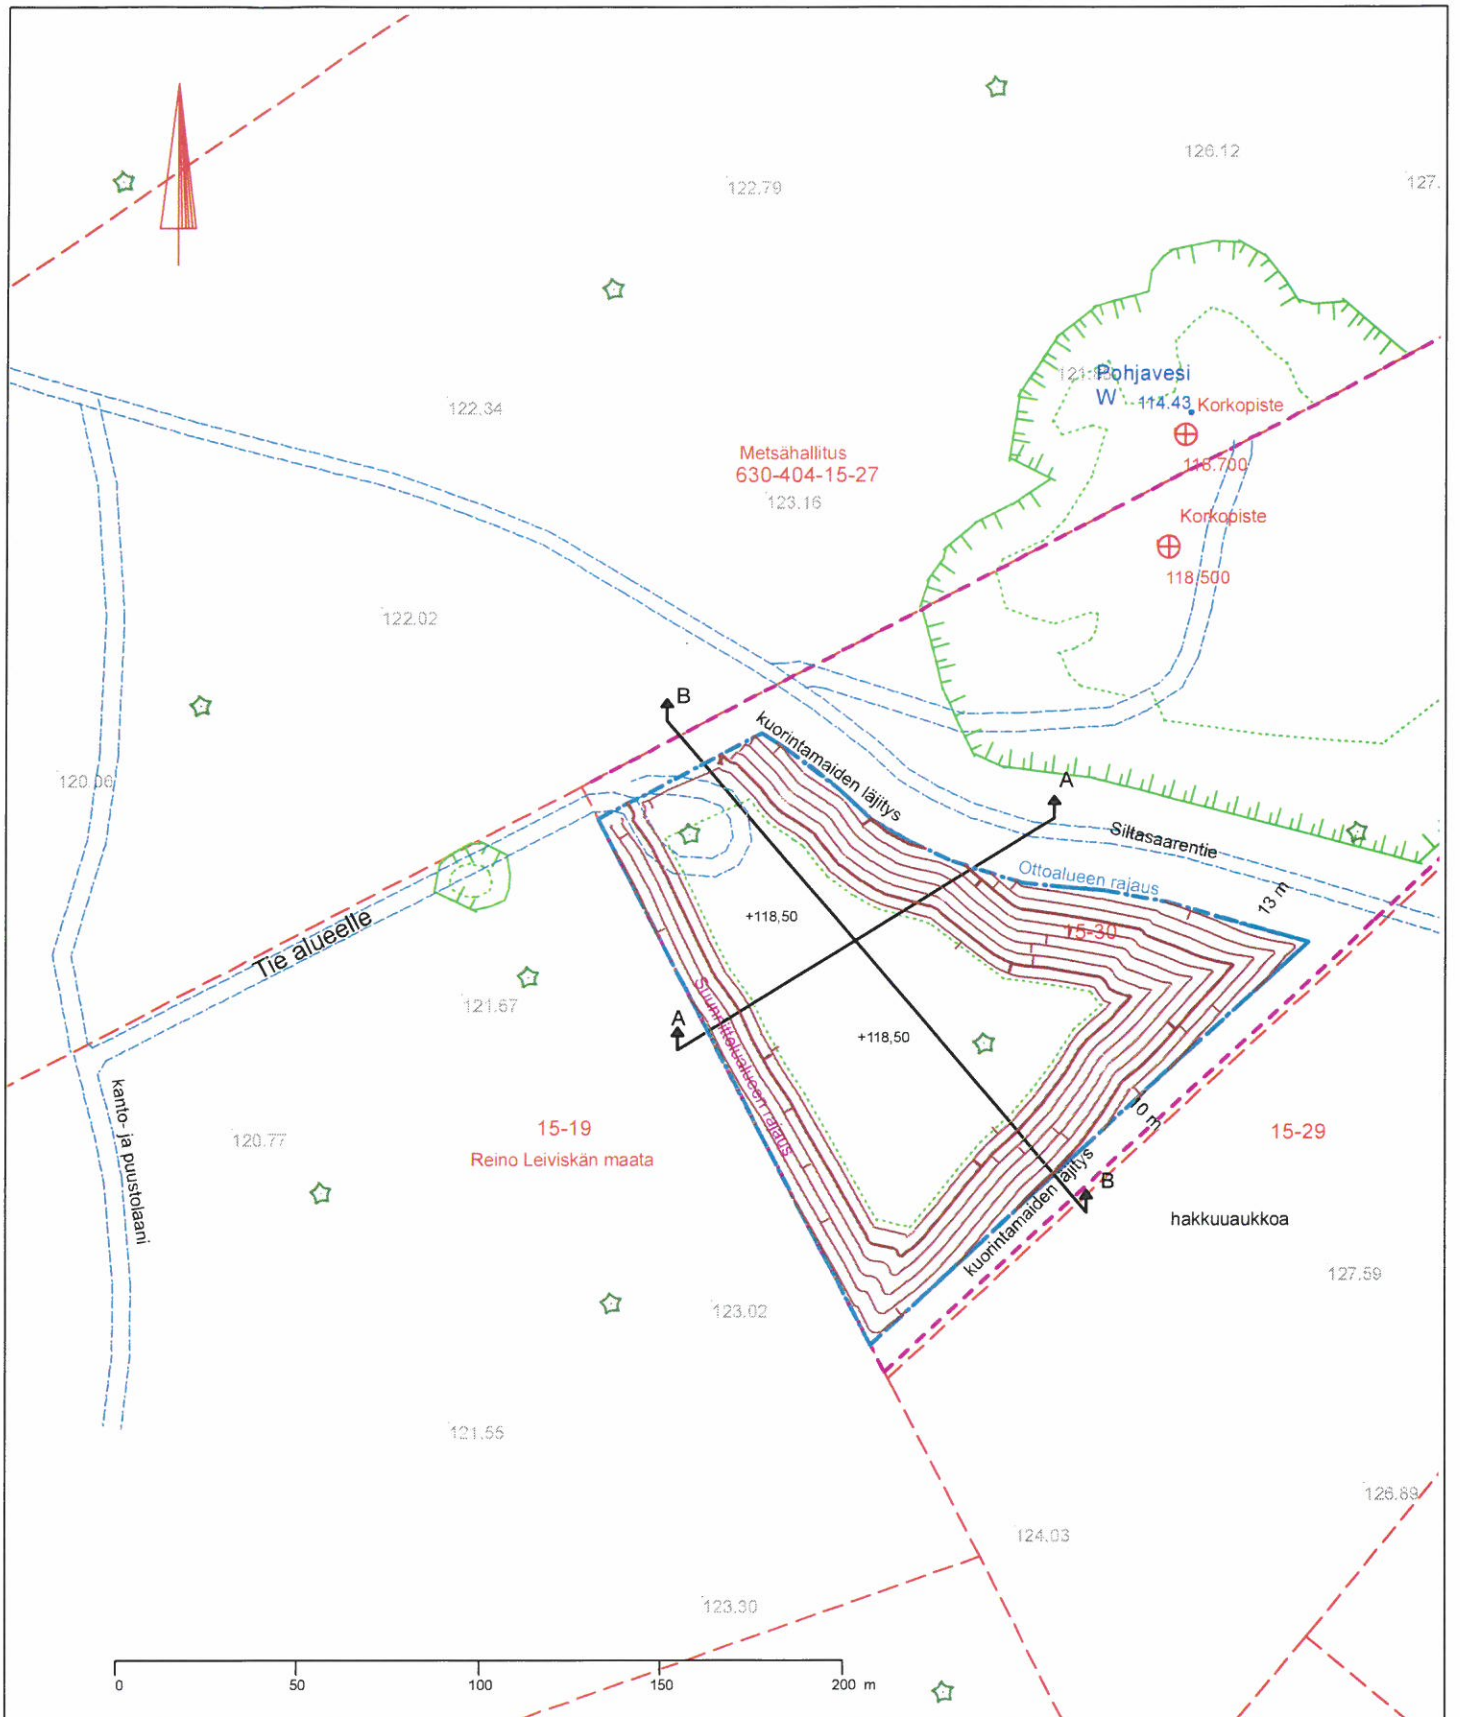 126.12
127.
122.79
Pohjavesi
W 114.43
Korkopiste
118.700
122.34
Metsähallitus
630-404-15-27
123.16
Korkopiste
118.500
122.02
B
kuorintamaiden läjitys
120.06
A
Siltasaarentie
Ottoalueen rajaus
13 m
+118,50
15-30
Tie alueelle
121.67
A
Suunnittelualueen rajaus
+118,50
10 m
kanto- ja puustolaani
120.77
15-19
Reino Leiviskän maata
15-29
B
kuorintamaiden läjitys
hakkuuaukkoa
127.59
123.02
121.55
126.89
124.03
123.30
0 50 100 150 200 m